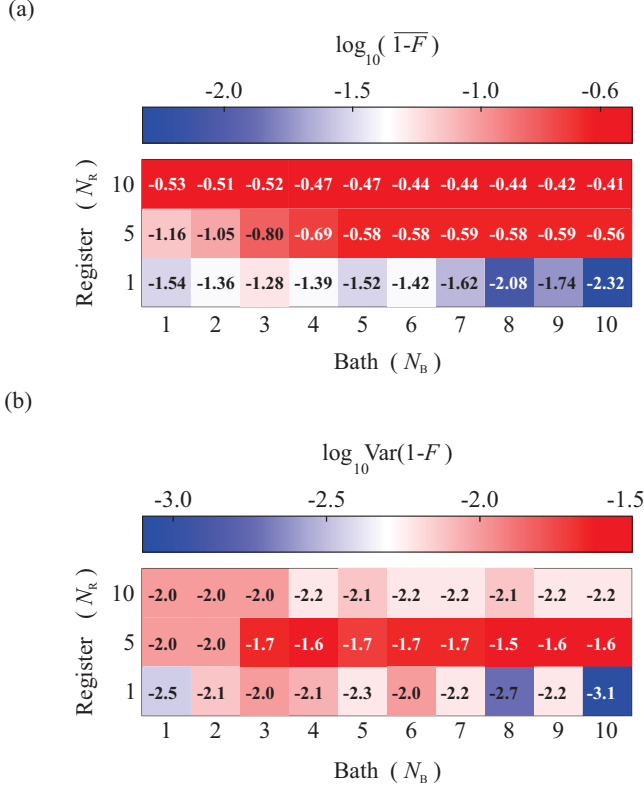 (a)
log10( 1-F )
-2.0 -1.5 -1.0 -0.6
Register ( NR )
10 -0.53 -0.51 -0.52 -0.47 -0.47 -0.44 -0.44 -0.44 -0.42 -0.41
5 -1.16 -1.05 -0.80 -0.69 -0.58 -0.58 -0.59 -0.58 -0.59 -0.56
1 -1.54 -1.36 -1.28 -1.39 -1.52 -1.42 -1.62 -2.08 -1.74 -2.32
1 2 3 4 5 6 7 8 9 10
Bath ( NB )
(b)
log10Var(1-F)
-3.0 -2.5 -2.0 -1.5
Register ( NR )
10 -2.0 -2.0 -2.0 -2.2 -2.1 -2.2 -2.2 -2.1 -2.2 -2.2
5 -2.0 -2.0 -1.7 -1.6 -1.7 -1.7 -1.7 -1.5 -1.6 -1.6
1 -2.5 -2.1 -2.0 -2.1 -2.3 -2.0 -2.2 -2.7 -2.2 -3.1
1 2 3 4 5 6 7 8 9 10
Bath ( NB )